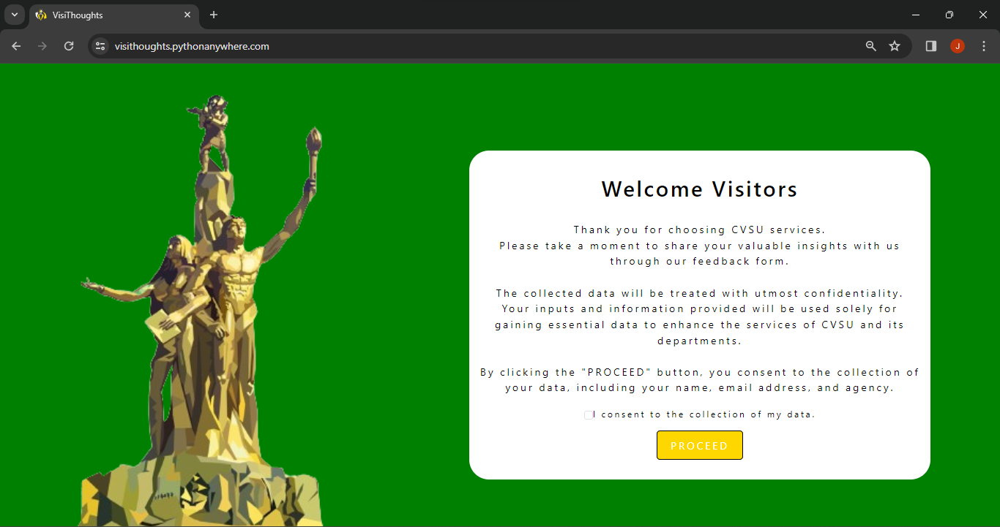 VisiThoughts
visithoughts.pythonanywhere.com
J
Welcome Visitors
Thank you for choosing CVSU services.
Please take a moment to share your valuable insights with us
through our feedback form.
The collected data will be treated with utmost confidentiality.
Your inputs and information provided will be used solely for
gaining essential data to enhance the services of CVSU and its
departments.
By clicking the "PROCEED" button, you consent to the collection of
your data, including your name, email address, and agency.
I consent to the collection of my data.
PROCEED